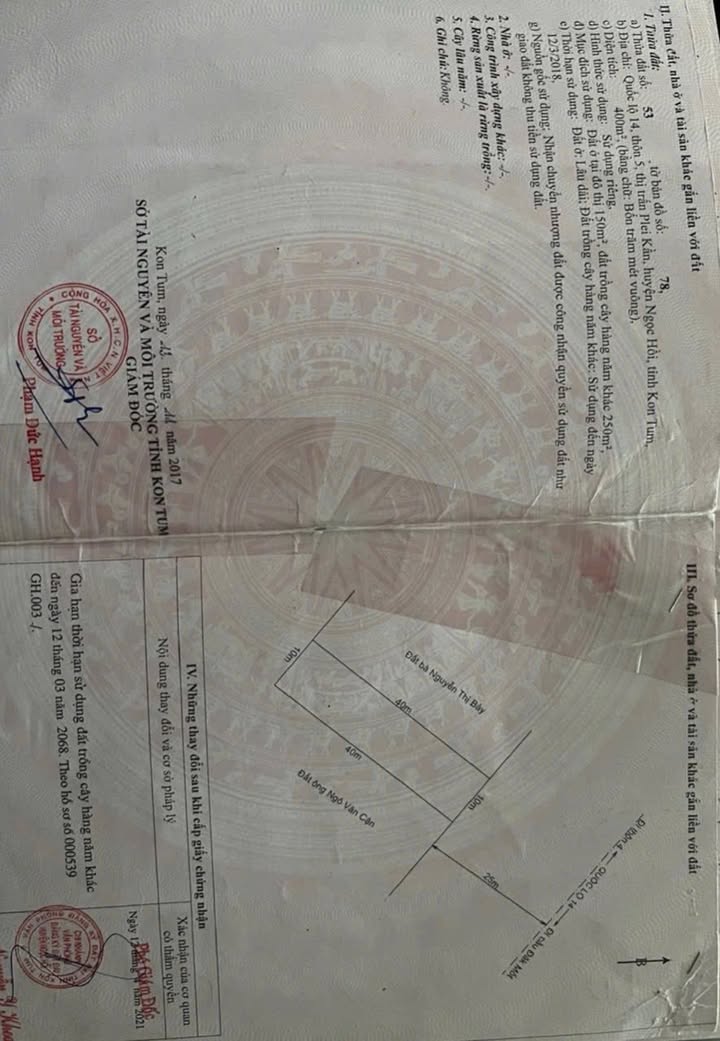 II. Thửa đất, nhà ở và tài sản khác gắn liền với đất
1. Thửa đất:
a) Thửa đất số: 53 , tờ bản đồ số: 78,
b) Địa chỉ: Quốc lộ 14, thôn 5, thị trấn Plei Kần, huyện Ngọc Hồi, tỉnh Kon Tum,
c) Diện tích: 400m², (bằng chữ: Bốn trăm mét vuông),
d) Hình thức sử dụng: Sử dụng riêng,
đ) Mục đích sử dụng: Đất ở tại đô thị 150m², đất trồng cây hàng năm khác 250m²,
e) Thời hạn sử dụng: Đất ở: Lâu dài; Đất trồng cây hàng năm khác: Sử dụng đến ngày
12/3/2018,
g) Nguồn gốc sử dụng: Nhận chuyển nhượng đất được công nhận quyền sử dụng đất như
giao đất không thu tiền sử dụng đất.
2. Nhà ở: -/-
3. Công trình xây dựng khác: -/-
4. Rừng sản xuất là rừng trồng: -/-
5. Cây lâu năm: -/-
6. Ghi chú: Không
Kon Tum, ngày tháng năm 2017
SỞ TÀI NGUYÊN VÀ MÔI TRƯỜNG TỈNH KON TUM
GIÁM ĐỐC
CỘNG HÒA X.H.C.N VIỆT
SỞ
TÀI NGUYÊN VÀ
MÔI TRƯỜNG
TỈNH KON
Phạm Đức Hạnh
III. Sơ đồ thửa đất, nhà ở và tài sản khác gắn liền với đất
B
Đi thôn 4
QUỐC LỘ 14
Đi cầu Đăk Mốt
25m
10m
Đất bà Nguyễn Thị Bảy
40m
40m
10m
Đất ông Ngô Văn Cận
IV. Những thay đổi sau khi cấp giấy chứng nhận
Nội dung thay đổi và cơ sở pháp lý
Xác nhận của cơ quan
có thẩm quyền
Gia hạn thời hạn sử dụng đất trồng cây hàng năm khác
đến ngày 12 tháng 03 năm 2068. Theo hồ sơ số 000539
GH.003 -/.
Ngày tháng năm 2021
Phó Giám Đốc